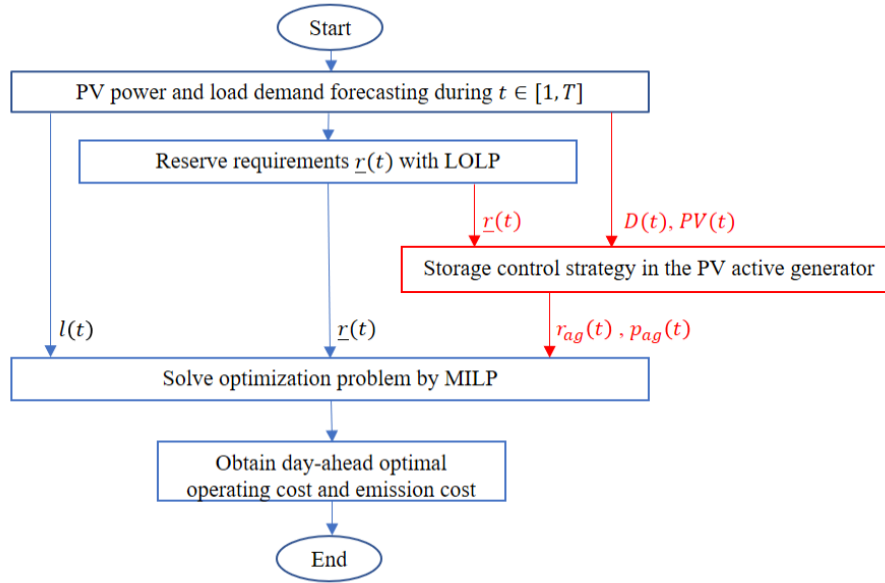 Start
PV power and load demand forecasting during t ∈ [1, T]
Reserve requirements r(t) with LOLP
r(t)
D(t), PV(t)
Storage control strategy in the PV active generator
l(t)
r(t)
r_ag(t) , p_ag(t)
Solve optimization problem by MILP
Obtain day-ahead optimal
operating cost and emission cost
End